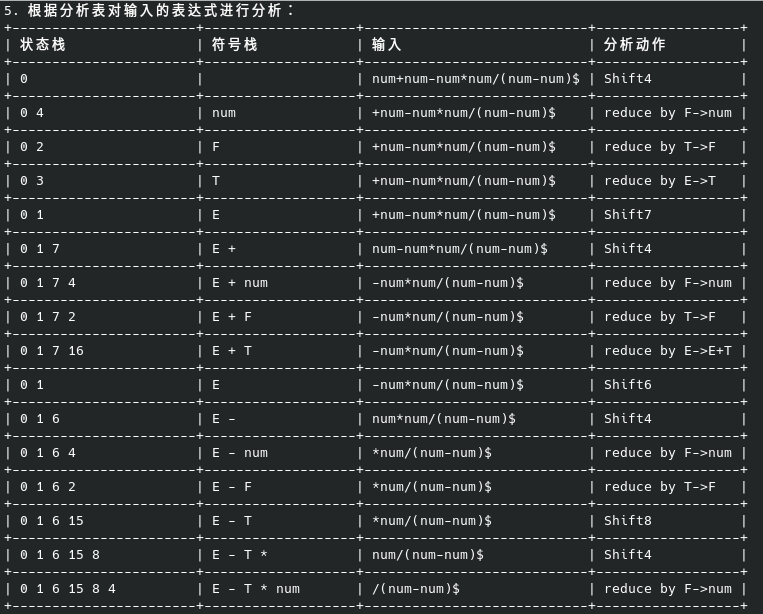 5. 根据分析表对输入的表达式进行分析：
+----------------------+-------------------+----------------------------+------------------+
| 状态栈 | 符号栈 | 输入 | 分析动作 |
| 0 | | num+num-num*num/(num-num)$ | Shift4 |
| 0 4 | num | +num-num*num/(num-num)$ | reduce by F->num |
| 0 2 | F | +num-num*num/(num-num)$ | reduce by T->F |
| 0 3 | T | +num-num*num/(num-num)$ | reduce by E->T |
| 0 1 | E | +num-num*num/(num-num)$ | Shift7 |
| 0 1 7 | E + | num-num*num/(num-num)$ | Shift4 |
| 0 1 7 4 | E + num | -num*num/(num-num)$ | reduce by F->num |
| 0 1 7 2 | E + F | -num*num/(num-num)$ | reduce by T->F |
| 0 1 7 16 | E + T | -num*num/(num-num)$ | reduce by E->E+T |
| 0 1 | E | -num*num/(num-num)$ | Shift6 |
| 0 1 6 | E - | num*num/(num-num)$ | Shift4 |
| 0 1 6 4 | E - num | *num/(num-num)$ | reduce by F->num |
| 0 1 6 2 | E - F | *num/(num-num)$ | reduce by T->F |
| 0 1 6 15 | E - T | *num/(num-num)$ | Shift8 |
| 0 1 6 15 8 | E - T * | num/(num-num)$ | Shift4 |
| 0 1 6 15 8 4 | E - T * num | /(num-num)$ | reduce by F->num |